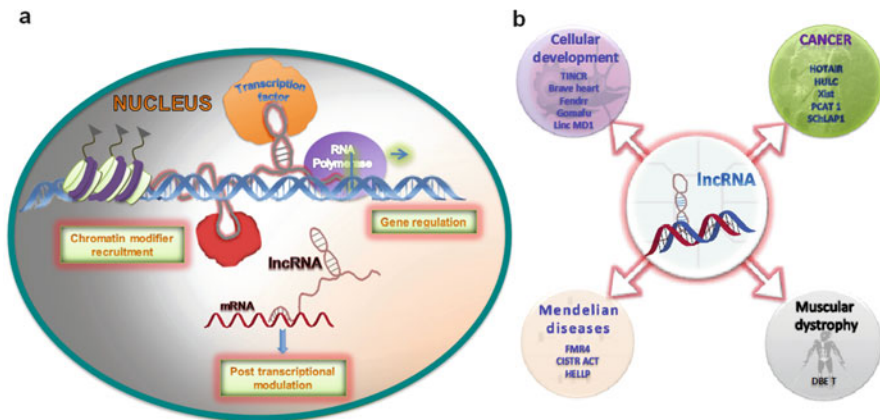 a
NUCLEUS
Transcription
factor
RNA
Polymerase
Chromatin modifier
recruitment
Gene regulation
lncRNA
mRNA
Post transcriptional
modulation
b
Cellular
development
TINCR
Brave heart
Fendrr
Gomafu
Linc MD1
CANCER
HOTAIR
HULC
Xist
PCAT 1
SChLAP1
lncRNA
Mendelian
diseases
FMR4
CISTR ACT
HELLP
Muscular
dystrophy
DBE T